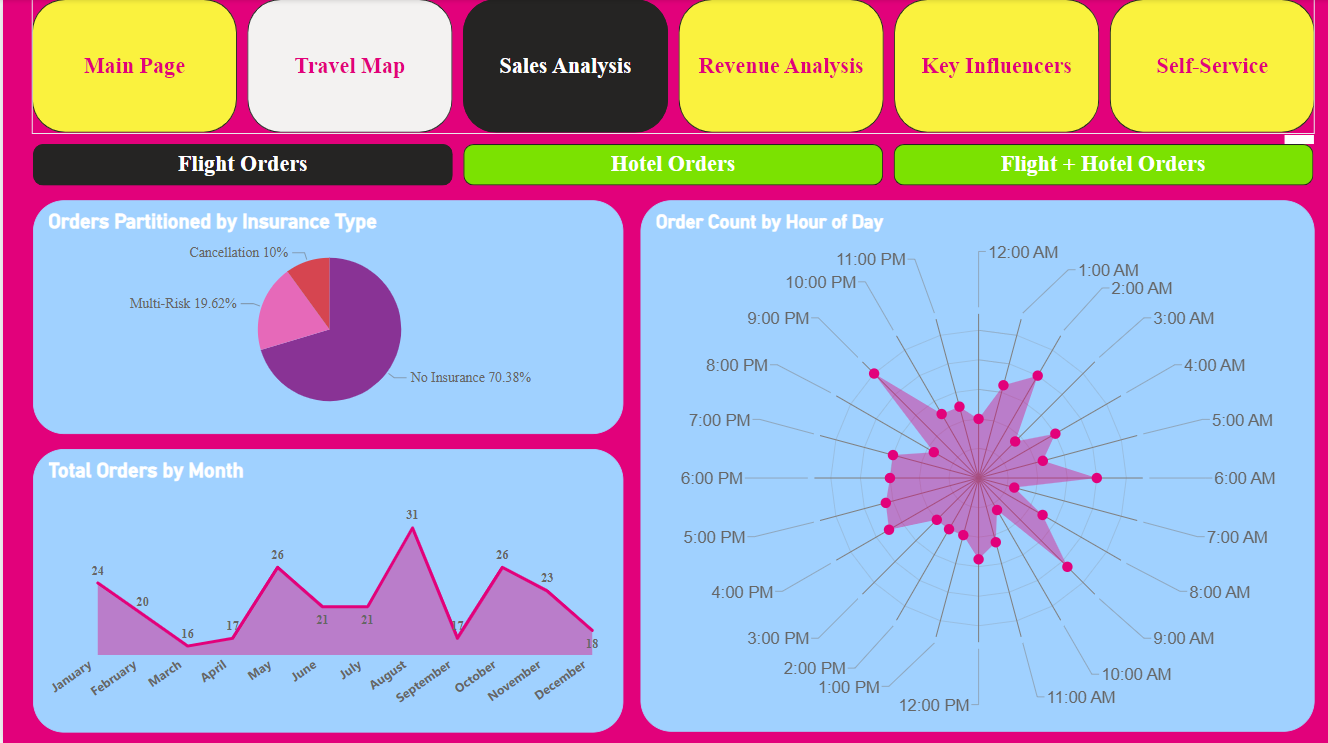 Main Page
Travel Map
Sales Analysis
Revenue Analysis
Key Influencers
Self-Service
Flight Orders
Hotel Orders
Flight + Hotel Orders
Orders Partitioned by Insurance Type
Cancellation 10%
Multi-Risk 19.62%
No Insurance 70.38%
Total Orders by Month
24
20
16
17
26
21
21
31
17
26
23
18
January
February
March
April
May
June
July
August
September
October
November
December
Order Count by Hour of Day
12:00 AM
1:00 AM
2:00 AM
3:00 AM
4:00 AM
5:00 AM
6:00 AM
7:00 AM
8:00 AM
9:00 AM
10:00 AM
11:00 AM
12:00 PM
1:00 PM
2:00 PM
3:00 PM
4:00 PM
5:00 PM
6:00 PM
7:00 PM
8:00 PM
9:00 PM
10:00 PM
11:00 PM